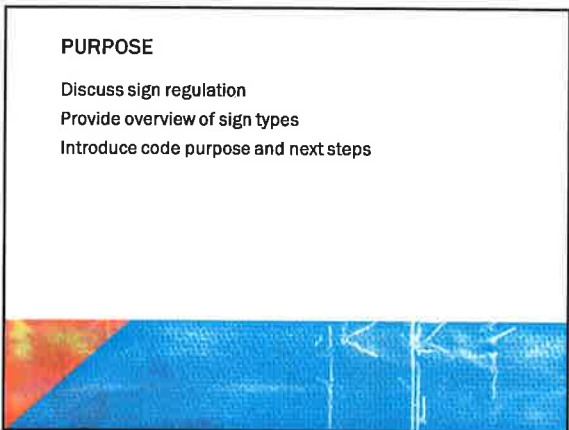 PURPOSE
Discuss sign regulation
Provide overview of sign types
Introduce code purpose and next steps